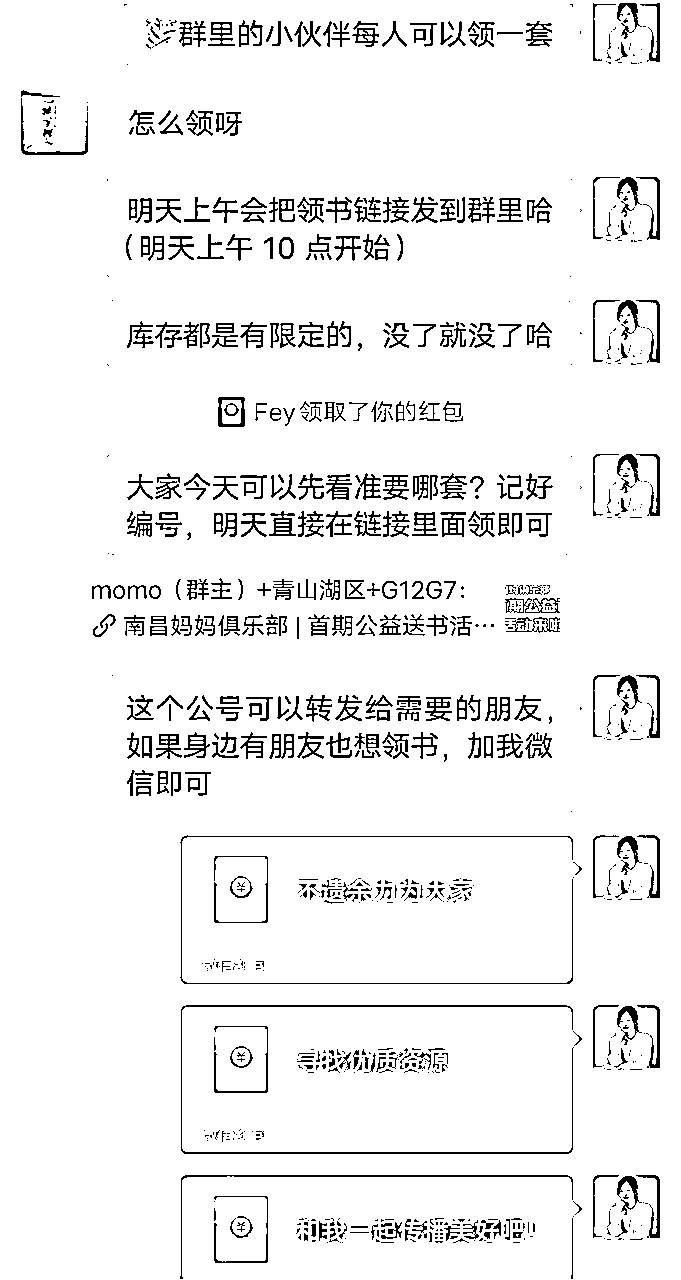 群里的小伙伴每人可以领一套
怎么领呀
明天上午会把领书链接发到群里哈
（明天上午 10 点开始）
库存都是有限定的，没了就没了哈
Fey领取了你的红包
大家今天可以先看准要哪套？记好
编号，明天直接在链接里面领即可
momo（群主）+青山湖区+G12G7：
南昌妈妈俱乐部 | 首期公益送书活…
这个公号可以转发给需要的朋友，
如果身边有朋友也想领书，加我微
信即可
不遗余力为大家
寻找优质资源
和我一起传播美好吧